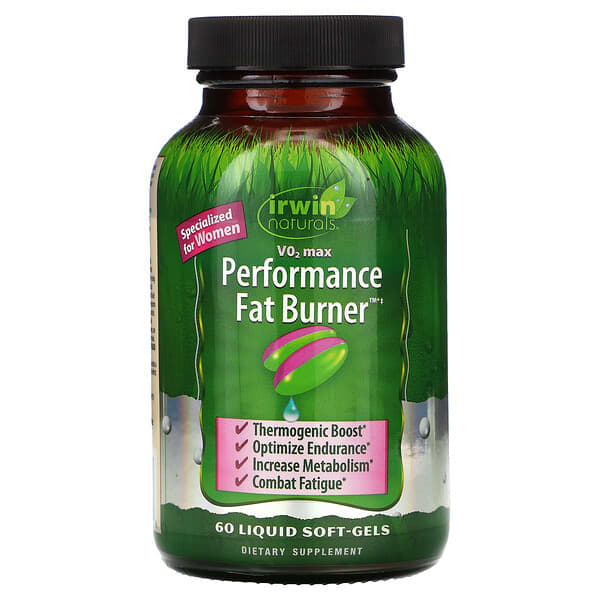 irwin
naturals®
Specialized
for Women
VO₂ max
Performance
Fat Burner™*‡
Thermogenic Boost*
Optimize Endurance*
Increase Metabolism*
Combat Fatigue*
60 LIQUID SOFT-GELS
DIETARY SUPPLEMENT